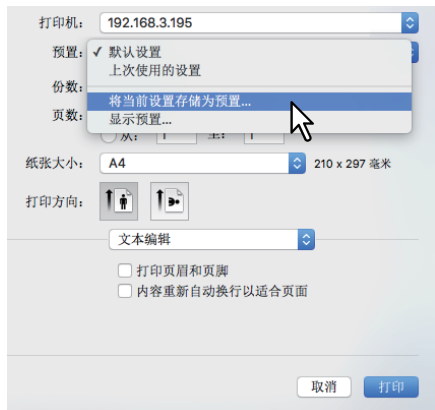 打印机： 192.168.3.195
预置： ✓ 默认设置
上次使用的设置
份数：
将当前设置存储为预置...
页数： 显示预置...
从： 1 至： 1
纸张大小： A4 210 x 297 毫米
打印方向：
文本编辑
打印页眉和页脚
内容重新自动换行以适合页面
取消 打印